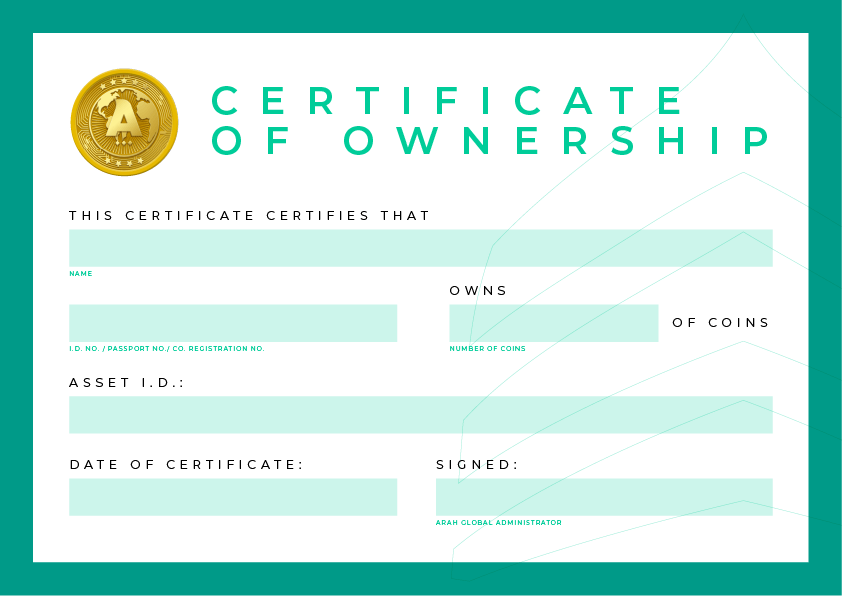 A
CERTIFICATE
OF OWNERSHIP
THIS CERTIFICATE CERTIFIES THAT
NAME
OWNS
OF COINS
I.D. NO. / PASSPORT NO./ CO. REGISTRATION NO.
NUMBER OF COINS
ASSET I.D.:
DATE OF CERTIFICATE:
SIGNED:
ARAH GLOBAL ADMINISTRATOR